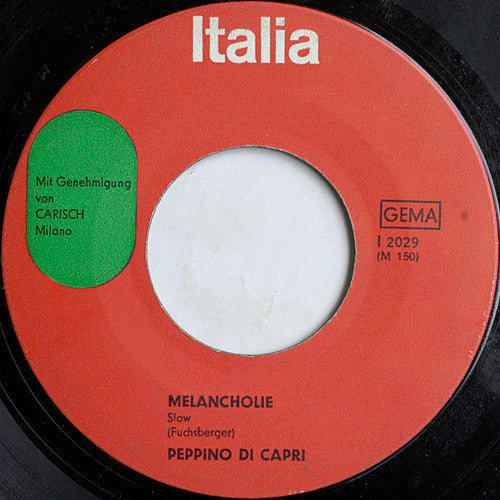 Italia
Mit Genehmigung
von
CARISCH
Milano
GEMA
I 2029
(M 150)
MELANCHOLIE
Slow
(Fuchsberger)
PEPPINO DI CAPRI